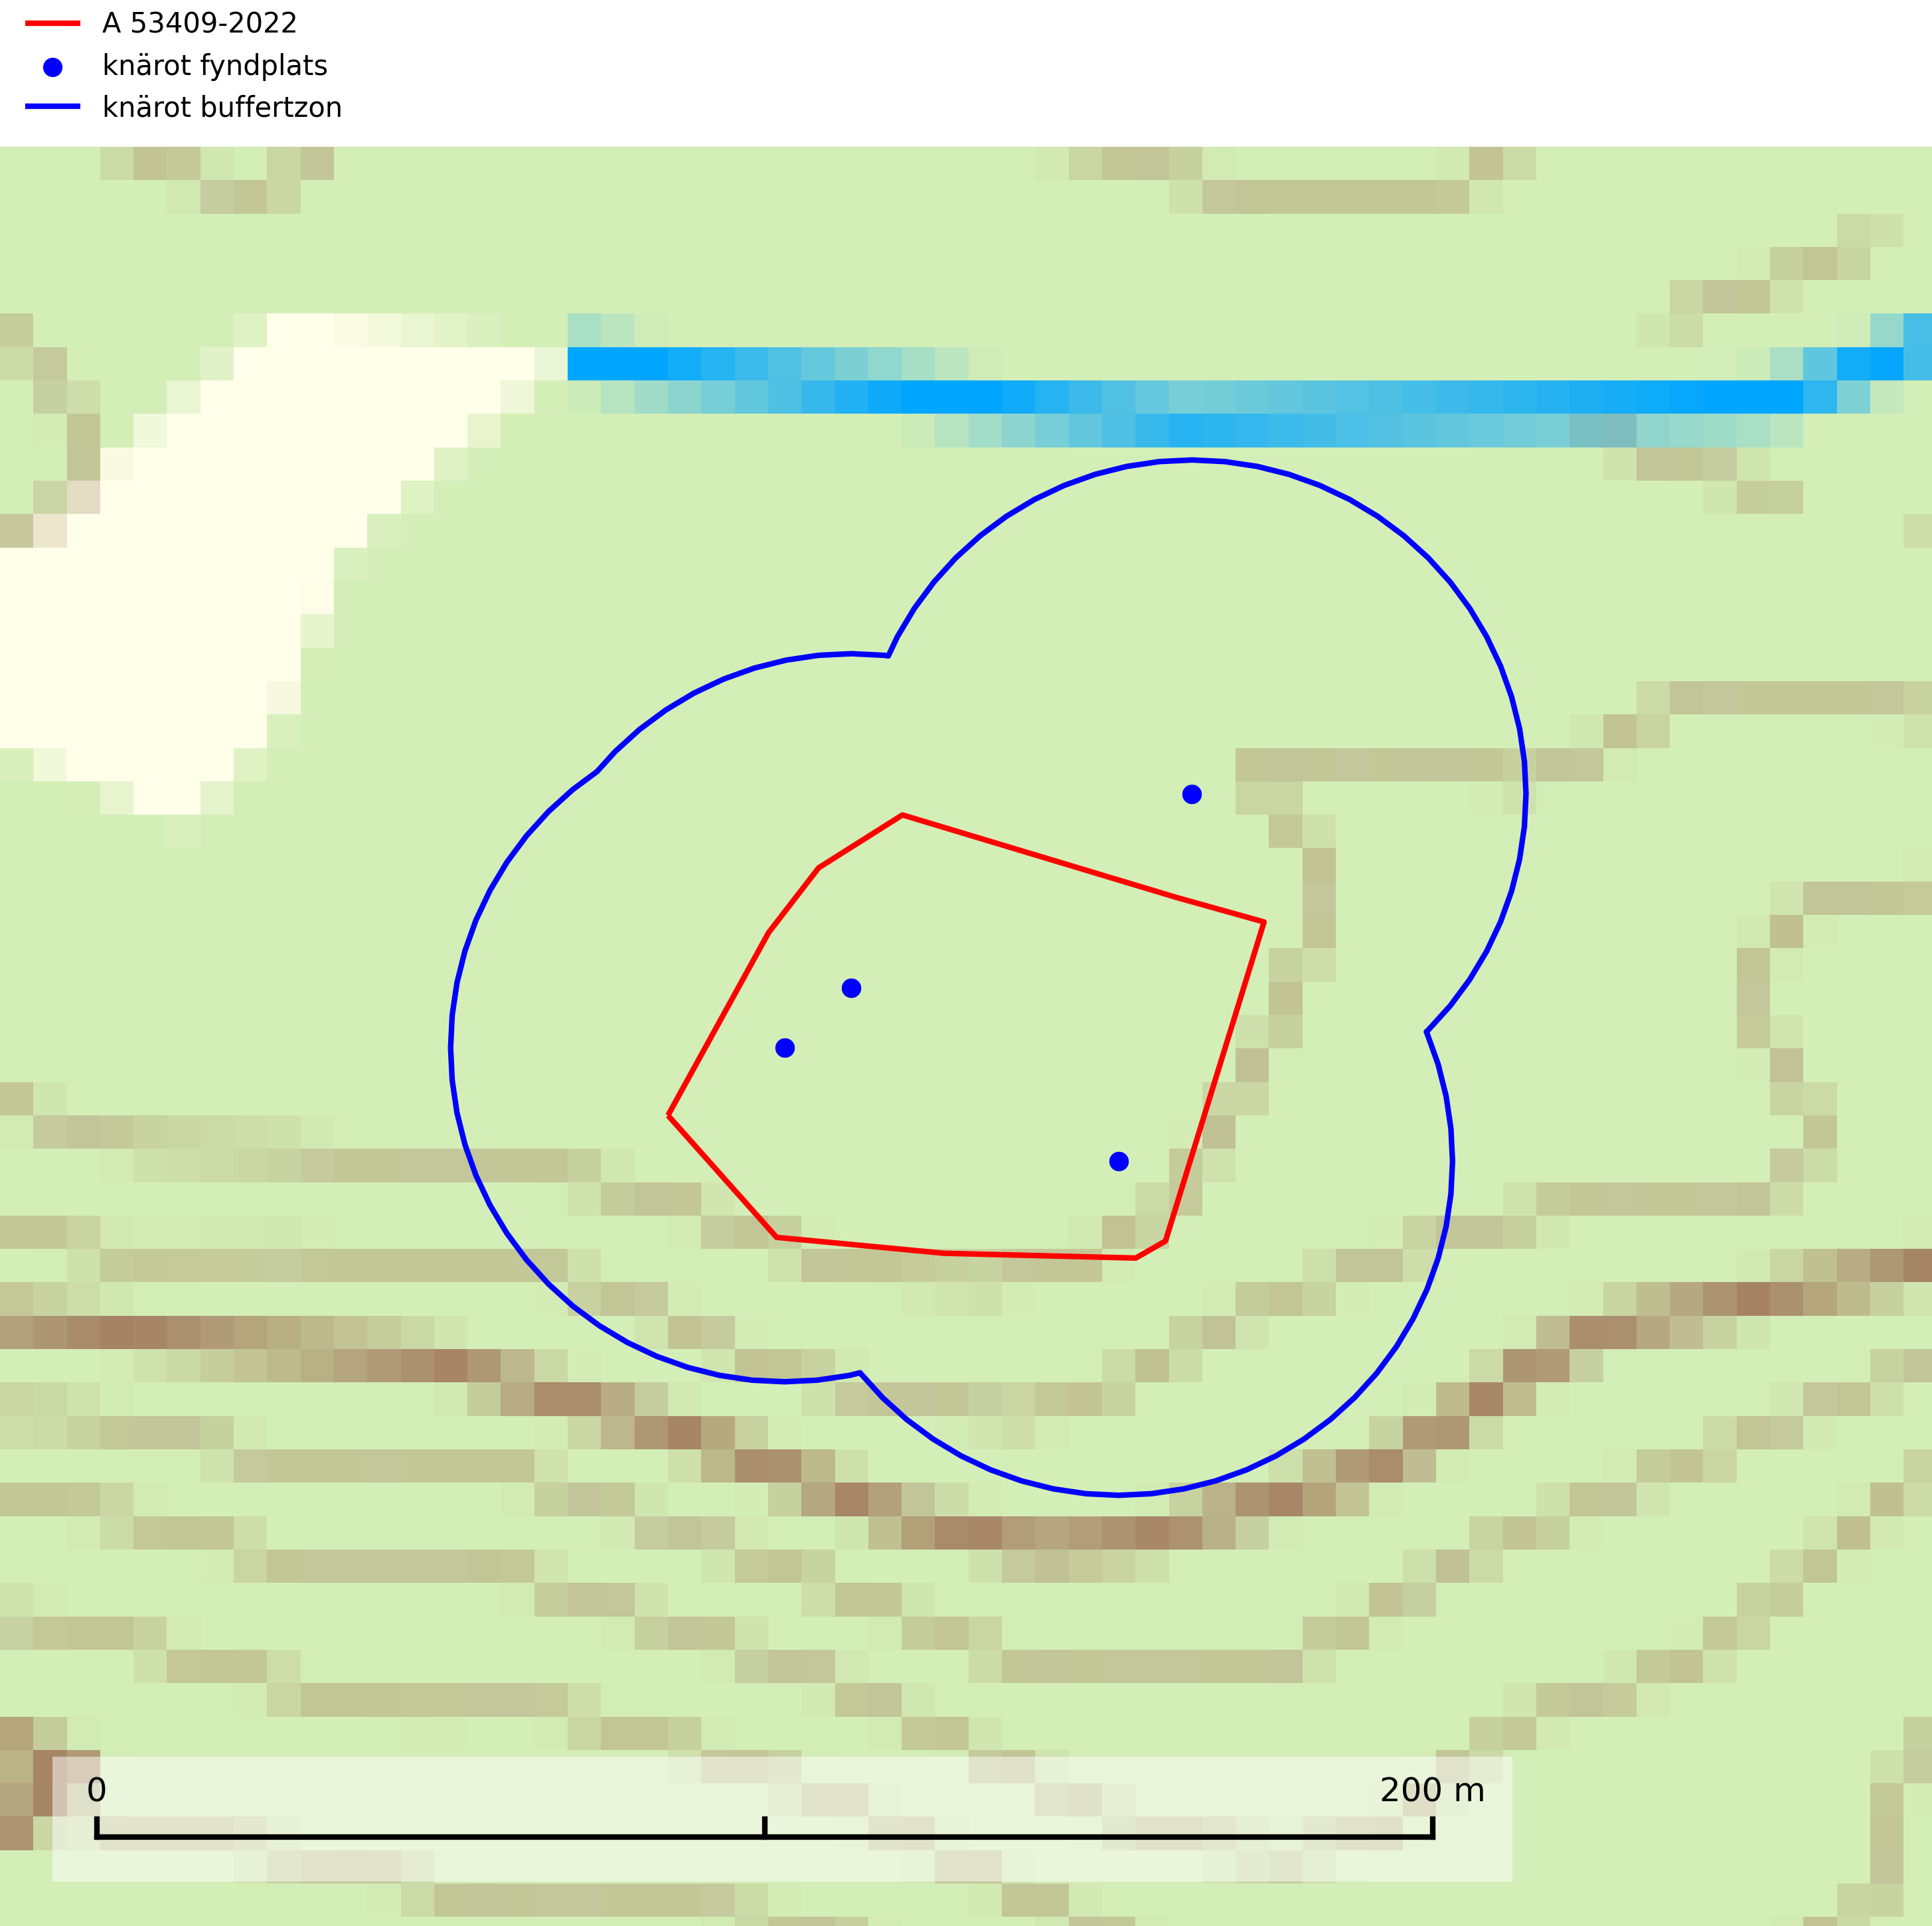 A 53409-2022
knärot fyndplats
knärot buffertzon
0 200 m